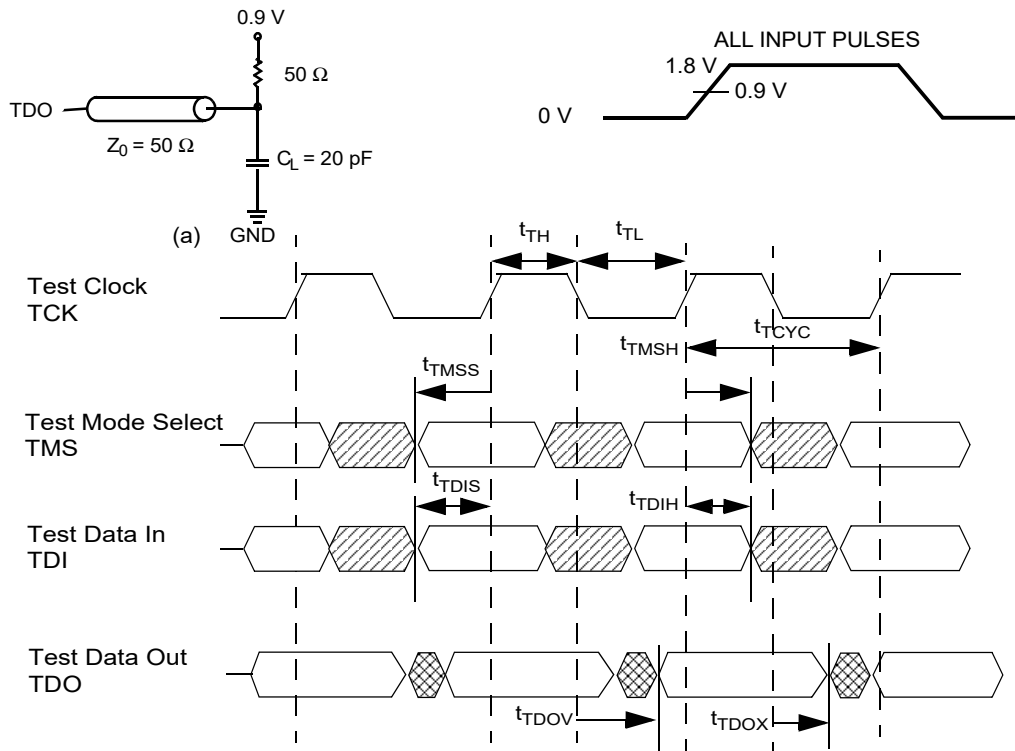 0.9 V
50 Ω
TDO
Z0 = 50 Ω
CL = 20 pF
(a)
GND
ALL INPUT PULSES
1.8 V
0.9 V
0 V
tTH
tTL
Test Clock
TCK
tTMSH
tTCYC
tTMSS
Test Mode Select
TMS
tTDIS
tTDIH
Test Data In
TDI
Test Data Out
TDO
tTDOV
tTDOX